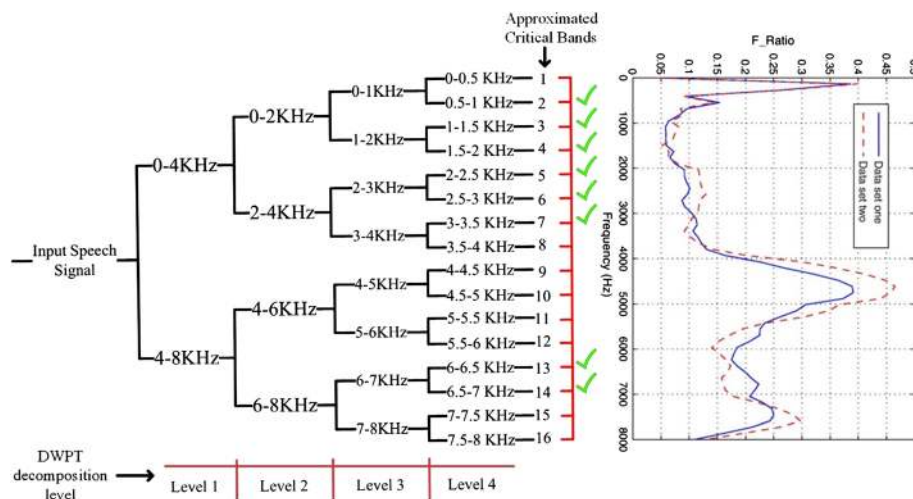 Approximated
Critical Bands
Input Speech
Signal
0-4KHz
4-8KHz
0-2KHz
2-4KHz
4-6KHz
6-8KHz
0-1KHz
1-2KHz
2-3KHz
3-4KHz
4-5KHz
5-6KHz
6-7KHz
7-8KHz
0-0.5 KHz 1
0.5-1 KHz 2
1-1.5 KHz 3
1.5-2 KHz 4
2-2.5 KHz 5
2.5-3 KHz 6
3-3.5 KHz 7
3.5-4 KHz 8
4-4.5 KHz 9
4.5-5 KHz 10
5-5.5 KHz 11
5.5-6 KHz 12
6-6.5 KHz 13
6.5-7 KHz 14
7-7.5 KHz 15
7.5-8 KHz 16
DWPT
decomposition
level
Level 1 Level 2 Level 3 Level 4
F_Ratio
0 0.05 0.1 0.15 0.2 0.25 0.3 0.35 0.4 0.45 0.5
Data set one
Data set two
0
1000
2000
3000
4000
5000
6000
7000
8000
Frequency (Hz)